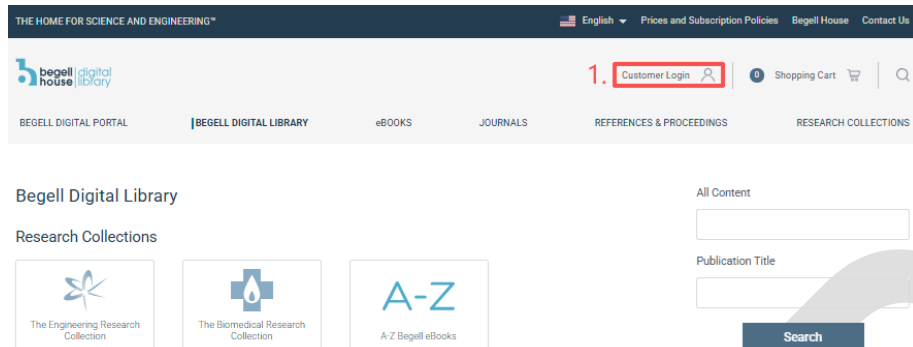 THE HOME FOR SCIENCE AND ENGINEERING™
English Prices and Subscription Policies Begell House Contact Us
begell digital
house library
1. Customer Login 0 Shopping Cart
BEGELL DIGITAL PORTAL BEGELL DIGITAL LIBRARY eBOOKS JOURNALS REFERENCES & PROCEEDINGS RESEARCH COLLECTIONS
Begell Digital Library
All Content
Research Collections
Publication Title
The Engineering Research
Collection
The Biomedical Research
Collection
A-Z
A-Z Begell eBooks
Search